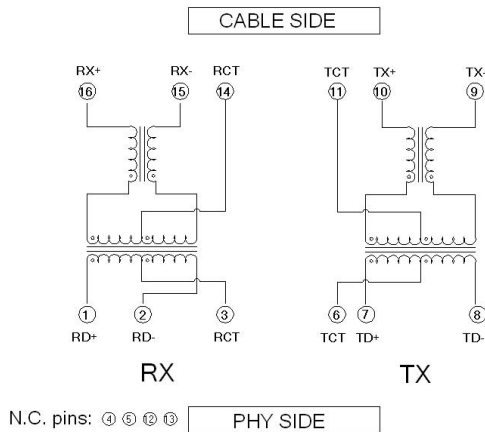 CABLE SIDE
RX+ RX- RCT TCT TX+ TX-
16 15 14 11 10 9
1 2 3 6 7 8
RD+ RD- RCT TCT TD+ TD-
RX TX
N.C. pins: 4 5 12 13 PHY SIDE